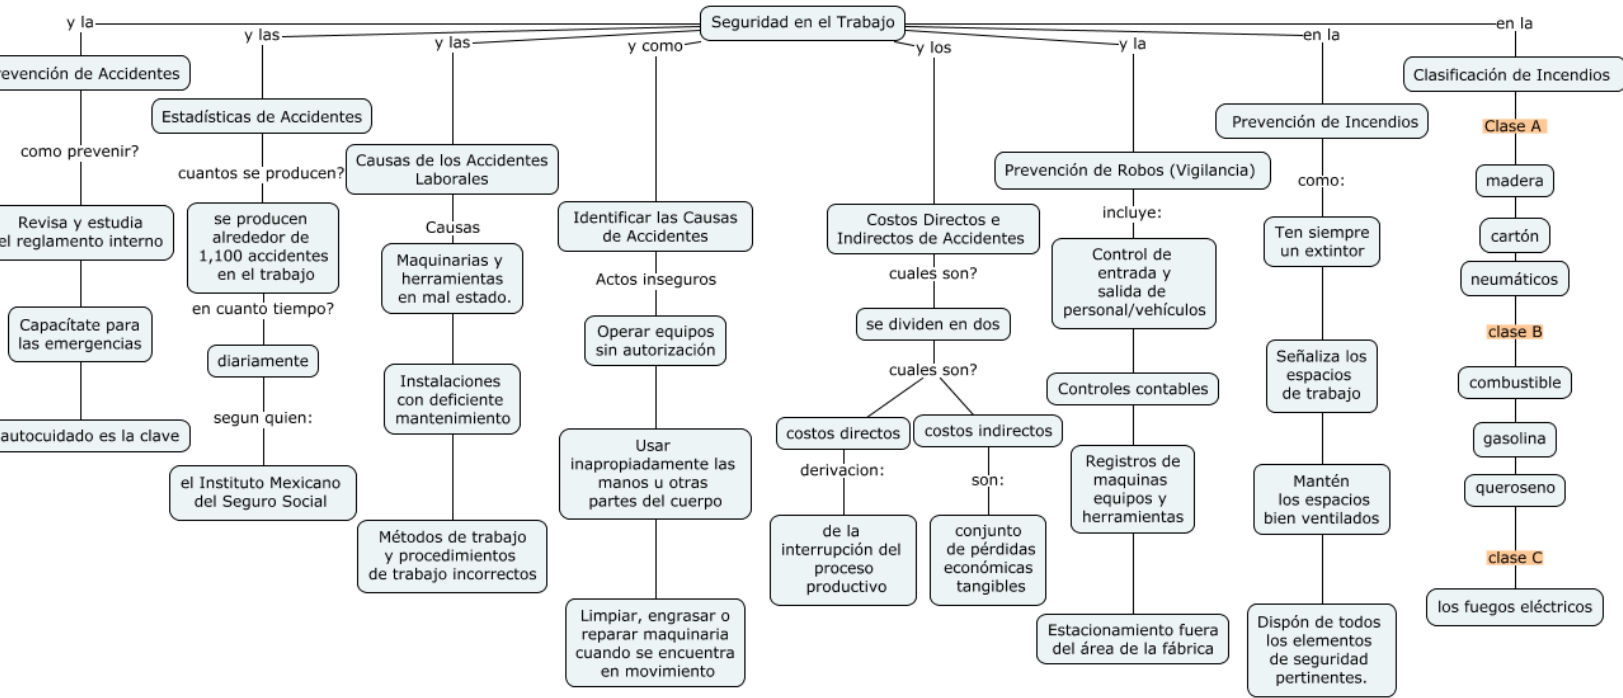 Seguridad en el Trabajo
y la
revención de Accidentes
como prevenir?
Revisa y estudia
el reglamento interno
Capacítate para
las emergencias
autocuidado es la clave
y las
Estadísticas de Accidentes
cuantos se producen?
se producen
alrededor de
1,100 accidentes
en el trabajo
en cuanto tiempo?
diariamente
segun quien:
el Instituto Mexicano
del Seguro Social
y las
Causas de los Accidentes
Laborales
Causas
Maquinarias y
herramientas
en mal estado.
Instalaciones
con deficiente
mantenimiento
Métodos de trabajo
y procedimientos
de trabajo incorrectos
y como
Identificar las Causas
de Accidentes
Actos inseguros
Operar equipos
sin autorización
Usar
inapropiadamente las
manos u otras
partes del cuerpo
Limpiar, engrasar o
reparar maquinaria
cuando se encuentra
en movimiento
y los
Costos Directos e
Indirectos de Accidentes
cuales son?
se dividen en dos
cuales son?
costos directos
derivacion:
de la
interrupción del
proceso
productivo
costos indirectos
son:
conjunto
de pérdidas
económicas
tangibles
y la
Prevención de Robos (Vigilancia)
incluye:
Control de
entrada y
salida de
personal/vehículos
Controles contables
Registros de
maquinas
equipos y
herramientas
Estacionamiento fuera
del área de la fábrica
en la
Prevención de Incendios
como:
Ten siempre
un extintor
Señaliza los
espacios
de trabajo
Mantén
los espacios
bien ventilados
Dispón de todos
los elementos
de seguridad
pertinentes.
en la
Clasificación de Incendios
Clase A
madera
cartón
neumáticos
clase B
combustible
gasolina
queroseno
clase C
los fuegos eléctricos